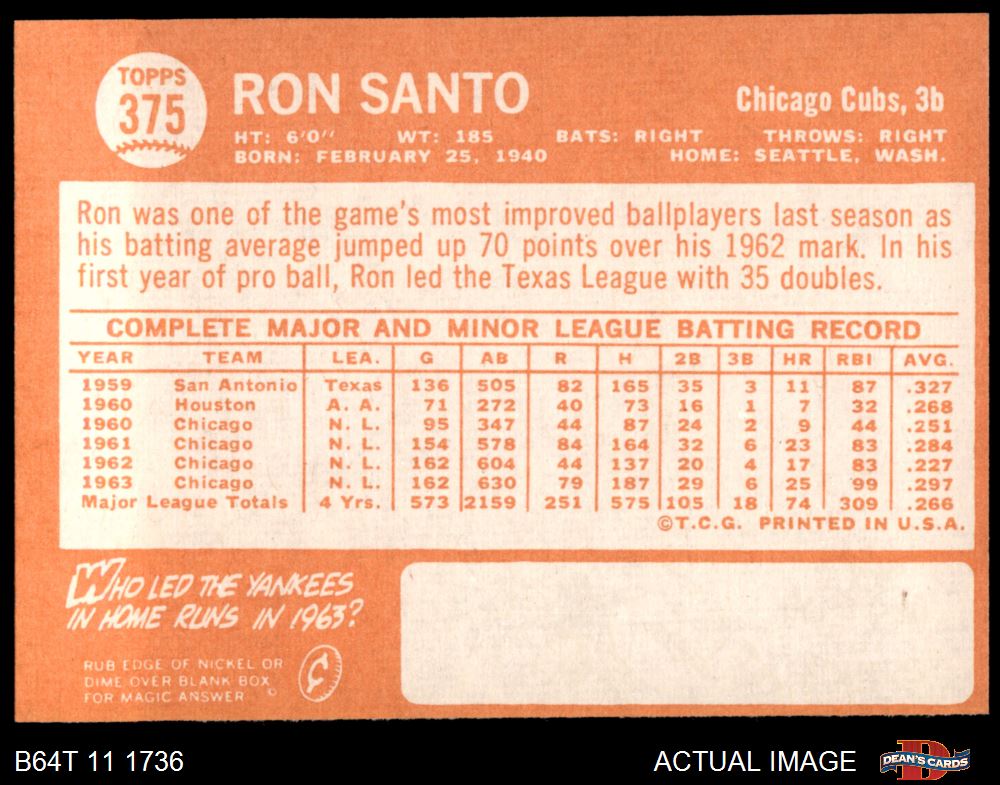 TOPPS
375
RON SANTO
Chicago Cubs, 3b
HT: 6'0" WT: 185 BATS: RIGHT THROWS: RIGHT
BORN: FEBRUARY 25, 1940 HOME: SEATTLE, WASH.
Ron was one of the game's most improved ballplayers last season as
his batting average jumped up 70 points over his 1962 mark. In his
first year of pro ball, Ron led the Texas League with 35 doubles.
COMPLETE MAJOR AND MINOR LEAGUE BATTING RECORD
YEAR TEAM LEA. G AB R H 2B 3B HR RBI AVG.
1959 San Antonio Texas 136 505 82 165 35 3 11 87 .327
1960 Houston A. A. 71 272 40 73 16 1 7 32 .268
1960 Chicago N. L. 95 347 44 87 24 2 9 44 .251
1961 Chicago N. L. 154 578 84 164 32 6 23 83 .284
1962 Chicago N. L. 162 604 44 137 20 4 17 83 .227
1963 Chicago N. L. 162 630 79 187 29 6 25 99 .297
Major League Totals 4 Yrs. 573 2159 251 575 105 18 74 309 .266
©T.C.G. PRINTED IN U.S.A.
WHO LED THE YANKEES
IN HOME RUNS IN 1963?
RUB EDGE OF NICKEL OR
DIME OVER BLANK BOX
FOR MAGIC ANSWER
¢
B64T 11 1736
ACTUAL IMAGE
DEAN'S CARDS